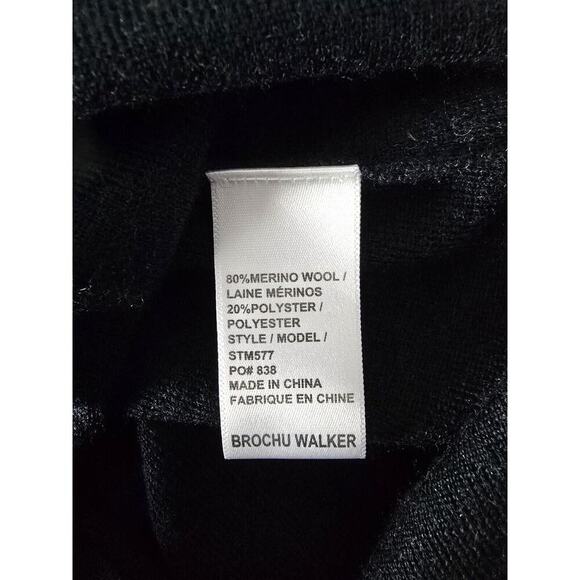 80%MERINO WOOL /
LAINE MÉRINOS
20%POLYSTER /
POLYESTER
STYLE / MODEL /
STM577
PO# 838
MADE IN CHINA
FABRIQUE EN CHINE
BROCHU WALKER